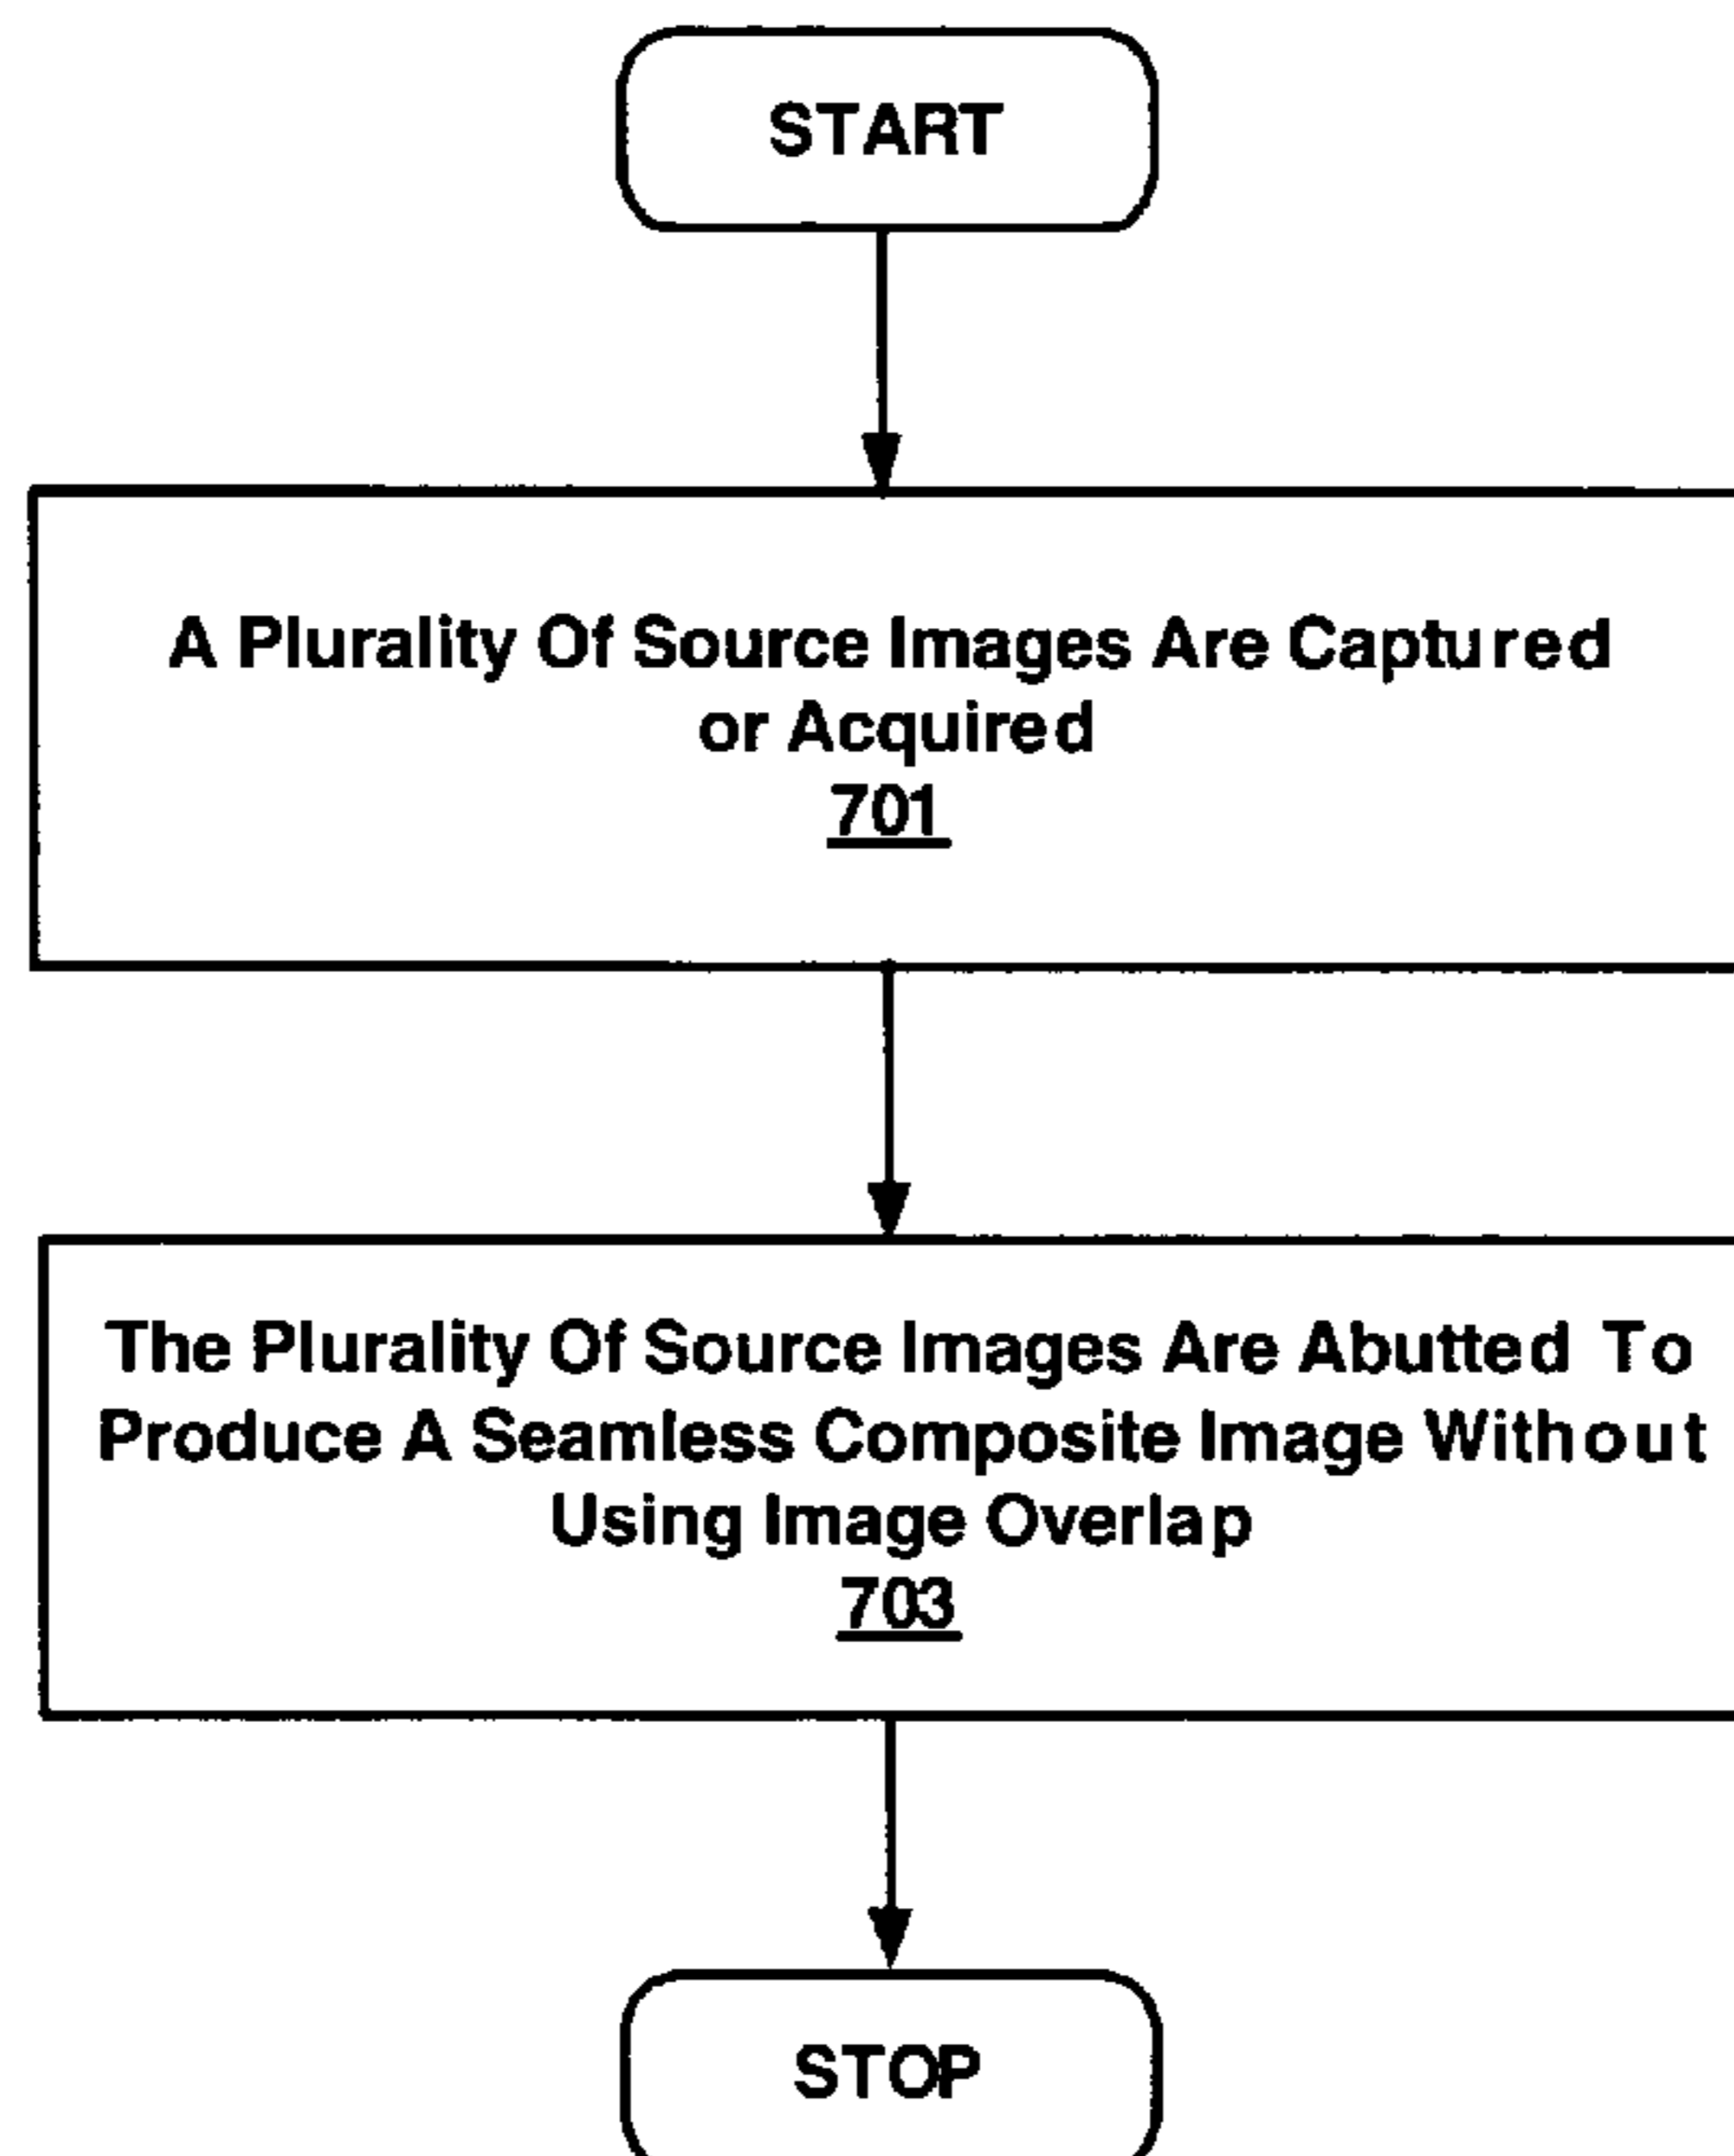 START
A Plurality Of Source Images Are Captured
or Acquired
701
The Plurality Of Source Images Are Abutted To
Produce A Seamless Composite Image Without
Using Image Overlap
703
STOP